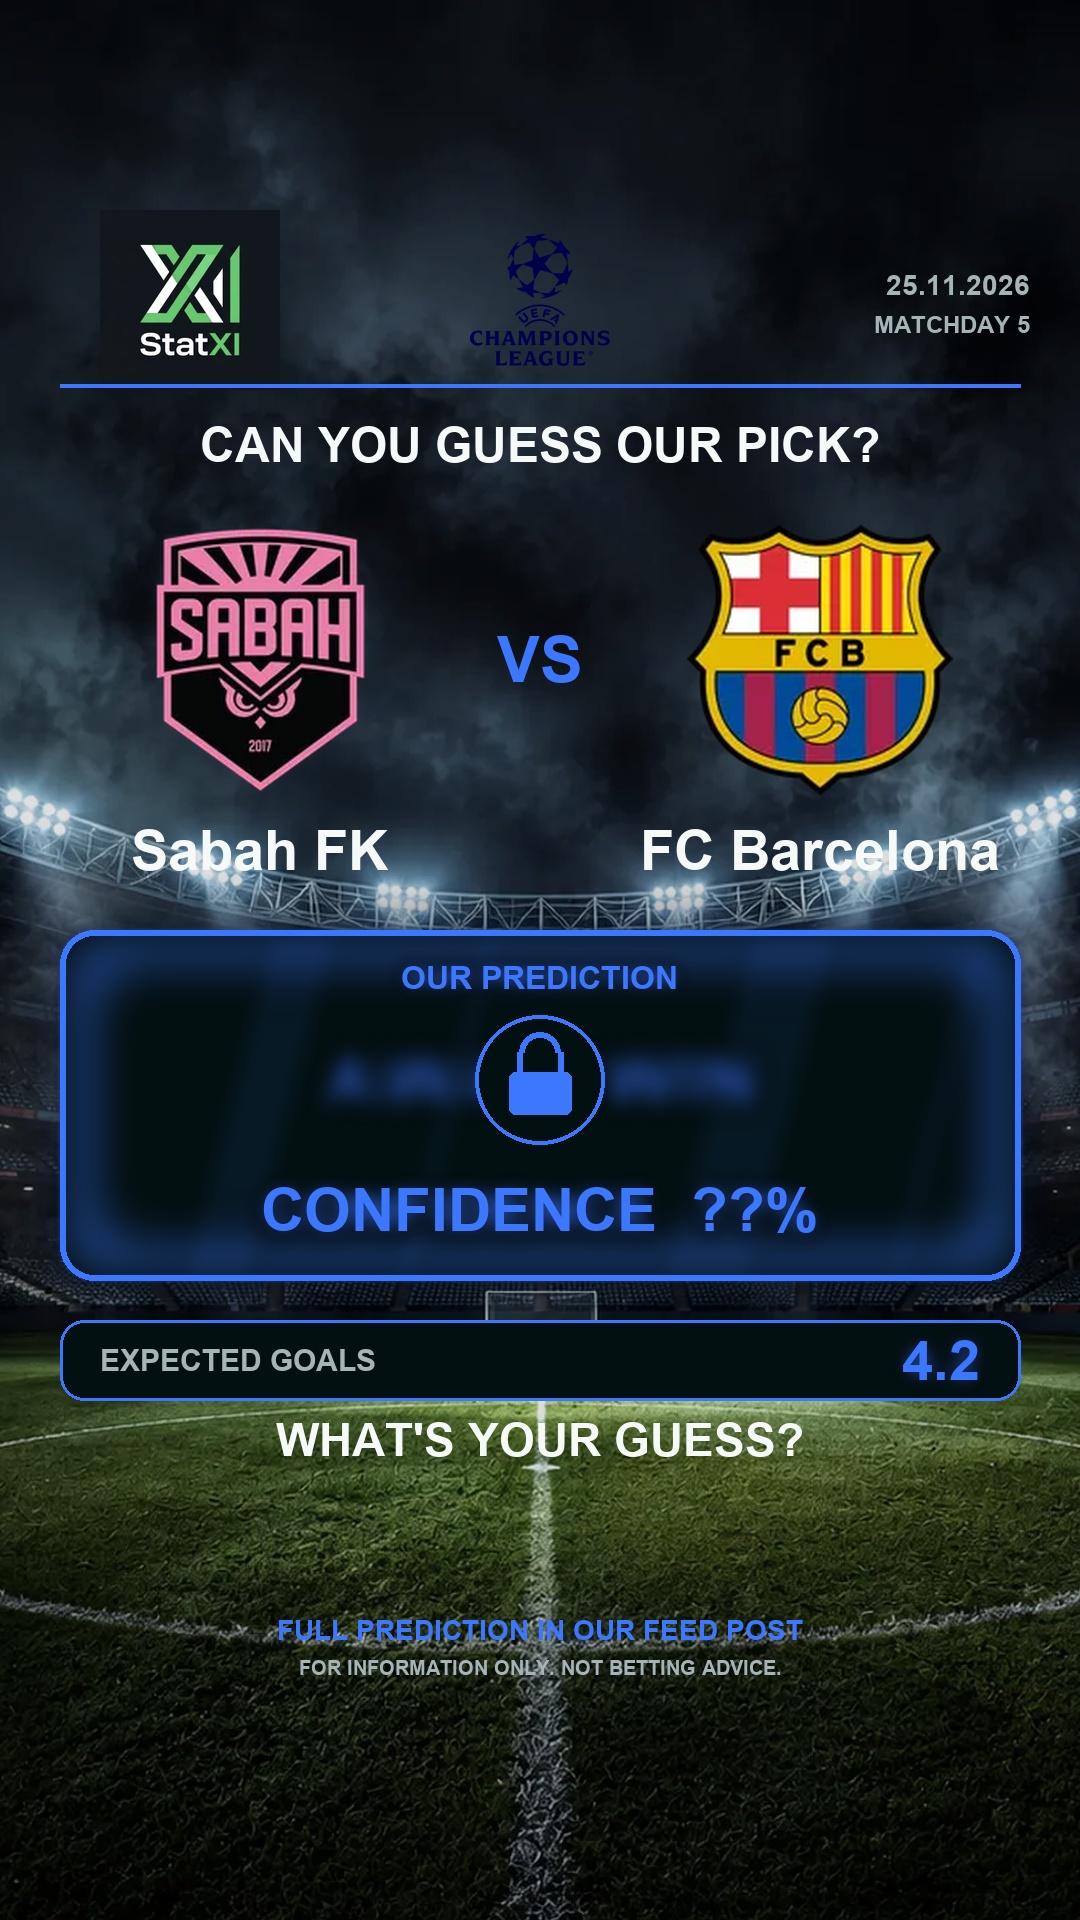 StatXI
UEFA
CHAMPIONS
LEAGUE
25.11.2026
MATCHDAY 5
CAN YOU GUESS OUR PICK?
SABAH
2017
VS
FCB
Sabah FK
FC Barcelona
OUR PREDICTION
CONFIDENCE ??%
EXPECTED GOALS
4.2
WHAT'S YOUR GUESS?
FULL PREDICTION IN OUR FEED POST
FOR INFORMATION ONLY. NOT BETTING ADVICE.